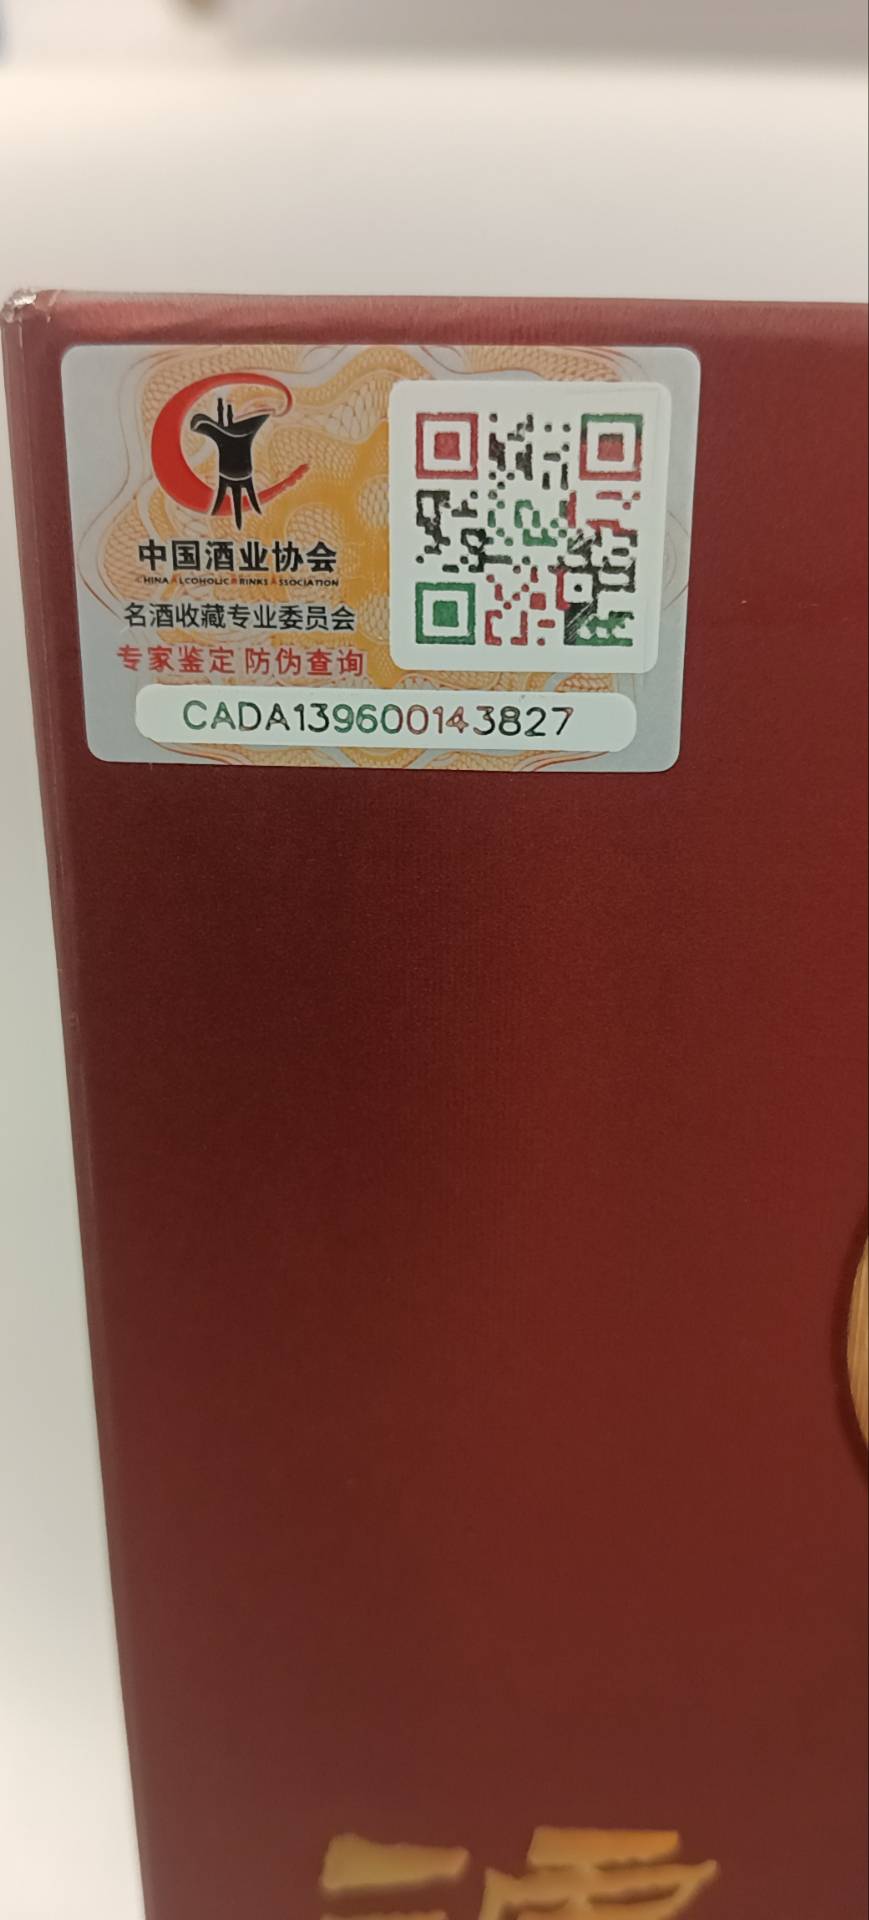 中国酒业协会
CHINA ALCOHOLIC DRINKS ASSOCIATION
名酒收藏专业委员会
专家鉴定 防伪查询
CADA139600143827